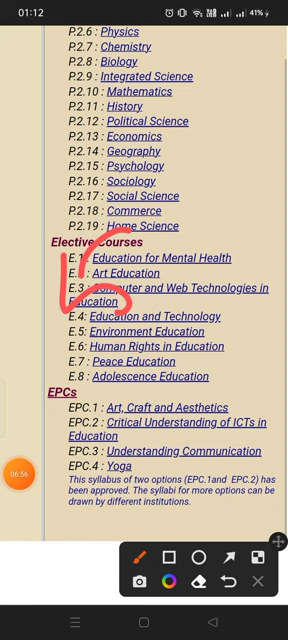 01:12
41%
P.2.6 : Physics
P.2.7 : Chemistry
P.2.8 : Biology
P.2.9 : Integrated Science
P.2.10 : Mathematics
P.2.11 : History
P.2.12 : Political Science
P.2.13 : Economics
P.2.14 : Geography
P.2.15 : Psychology
P.2.16 : Sociology
P.2.17 : Social Science
P.2.18 : Commerce
P.2.19 : Home Science
Elective Courses
E.1: Education for Mental Health
: Art Education
E.3 : Computer and Web Technologies in
Education
E.4: Education and Technology
E.5: Environment Education
E.6: Human Rights in Education
E.7 : Peace Education
E.8 : Adolescence Education
EPCs
EPC.1 : Art, Craft and Aesthetics
EPC.2 : Critical Understanding of ICTs in
Education
EPC.3 : Understanding Communication
EPC.4 : Yoga
This syllabus of two options (EPC.1and EPC.2) has
been approved. The syllabi for more options can be
drawn by different institutions.
06:56